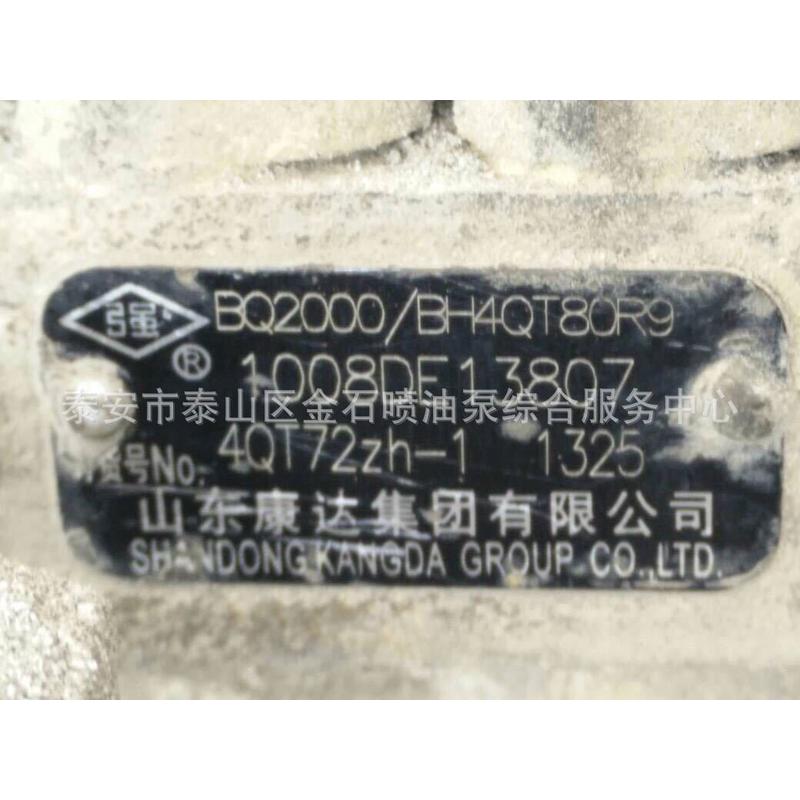 BQ2000/BH4QT80R9
®
1008DE13807
泰安市泰山区金石喷油泵综合服务中心
4QT72zh-1 1325
货号No.
山东康达集团有限公司
SHANDONG KANGDA GROUP CO.,LTD.